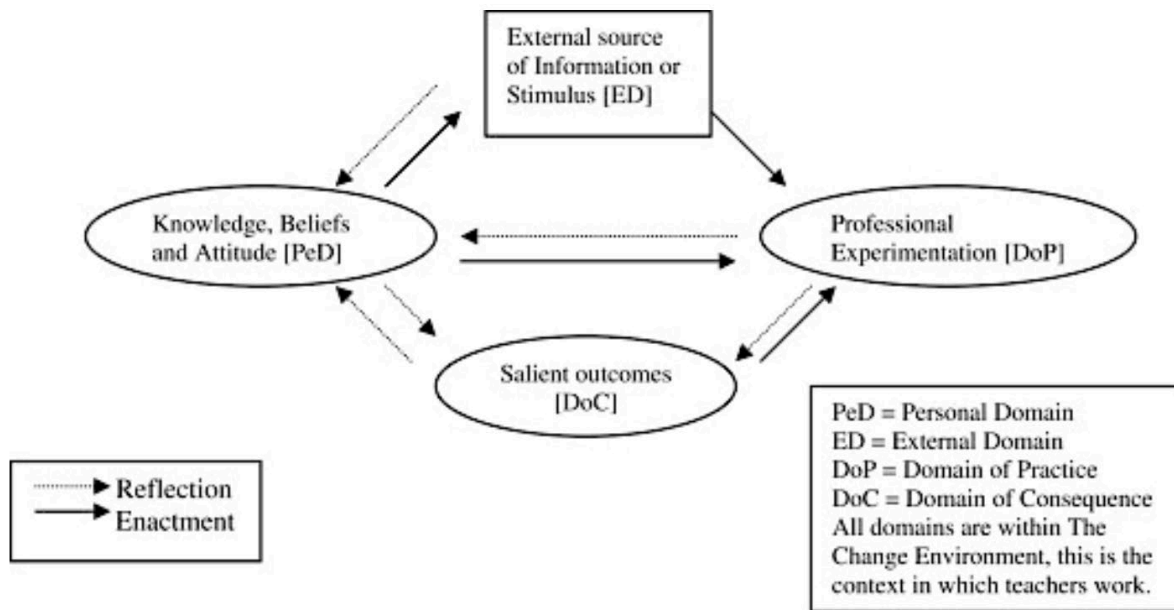 External source
of Information or
Stimulus [ED]
Knowledge, Beliefs
and Attitude [PeD]
Professional
Experimentation [DoP]
Salient outcomes
[DoC]
PeD = Personal Domain
ED = External Domain
DoP = Domain of Practice
DoC = Domain of Consequence
All domains are within The
Change Environment, this is the
context in which teachers work.
Reflection
Enactment